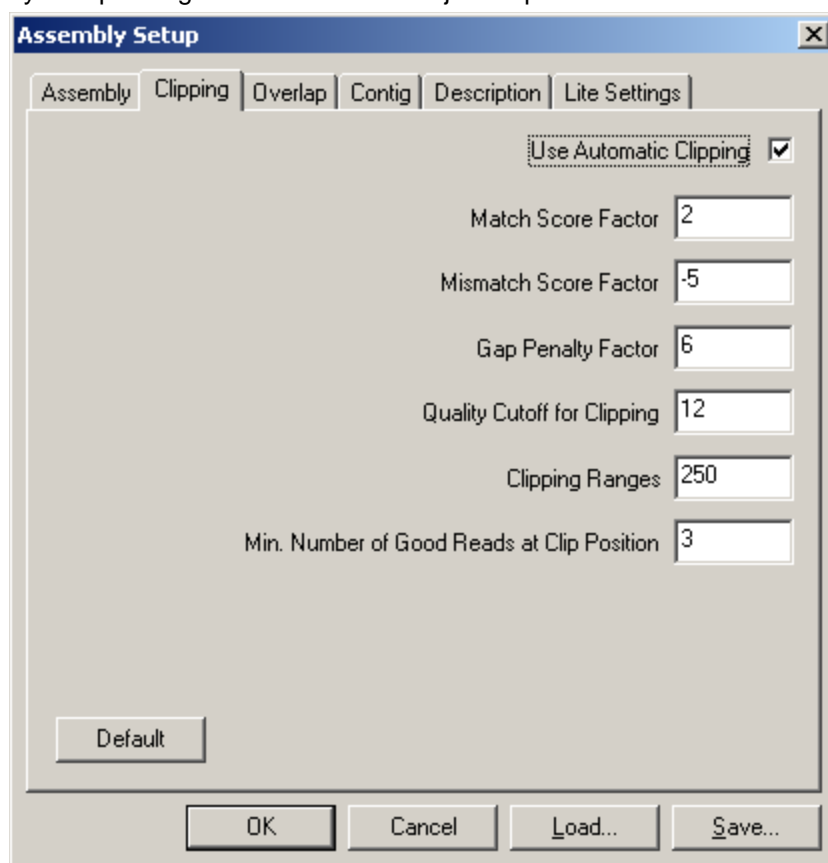 Assembly Setup
Assembly Clipping Overlap Contig Description Lite Settings
Use Automatic Clipping
Match Score Factor 2
Mismatch Score Factor -5
Gap Penalty Factor 6
Quality Cutoff for Clipping 12
Clipping Ranges 250
Min. Number of Good Reads at Clip Position 3
Default
OK Cancel Load... Save...